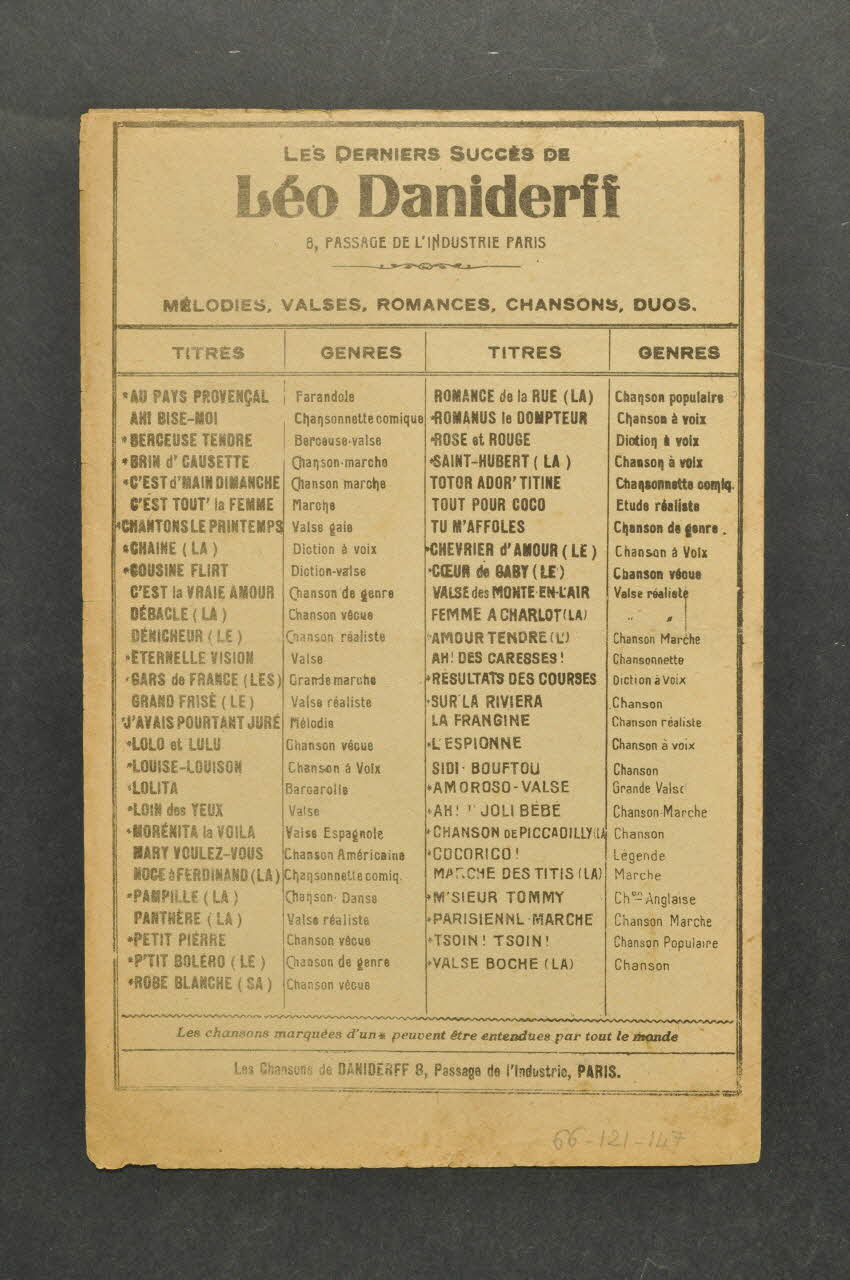 LES DERNIERS SUCCÈS DE
Léo Daniderff
8, PASSAGE DE L'INDUSTRIE PARIS
MÉLODIES, VALSES, ROMANCES, CHANSONS, DUOS.
TITRES GENRES
*AU PAYS PROVENÇAL Farandole
AH! BISE-MOI Chansonnette comique
*BERCEUSE TENDRE Berceuse-valse
*BRIN d' CAUSETTE Chanson-marche
*C'EST d'MAIN DIMANCHE Chanson marche
C'EST TOUT' la FEMME Marche
*CHANTONS LE PRINTEMPS Valse gaie
*CHAINE ( LA ) Diction à voix
*COUSINE FLIRT Diction-valse
C'EST la VRAIE AMOUR Chanson de genre
DÉBACLE ( LA ) Chanson vécue
DÉNICHEUR ( LE ) Chanson réaliste
*ETERNELLE VISION Valse
*GARS de FRANCE ( LES ) Grande marche
GRAND FRISÉ ( LE ) Valse réaliste
*J'AVAIS POURTANT JURÉ Mélodie
*LOLO et LULU Chanson vécue
*LOUISE-LOUISON Chanson à Voix
*LOLITA Barcarolle
*LOIN des YEUX Valse
*MORÉNITA la VOILA Valse Espagnole
MARY VOULEZ-VOUS Chanson Américaine
NOCE à FERDINAND (LA) Chansonnette comiq.
*PAMPILLE ( LA ) Chanson-Danse
PANTHÈRE ( LA ) Valse réaliste
*PETIT PIERRE Chanson vécue
*P'TIT BOLÉRO ( LE ) Chanson de genre
*ROBE BLANCHE ( SA ) Chanson vécue
TITRES GENRES
ROMANCE de la RUE ( LA ) Chanson populaire
*ROMANUS le DOMPTEUR Chanson à voix
*ROSE et ROUGE Diction à voix
*SAINT-HUBERT ( LA ) Chanson à voix
TOTOR ADOR' TITINE Chansonnette comiq.
TOUT POUR COCO Etude réaliste
TU M'AFFOLES Chanson de genre.
*CHEVRIER d'AMOUR ( LE ) Chanson à Voix
*CŒUR de GABY ( LE ) Chanson vécue
VALSE des MONTE-EN-L'AIR Valse réaliste
FEMME A CHARLOT (LA) " "
*AMOUR TENDRE (L') Chanson Marche
AH! DES CARESSES! Chansonnette
*RÉSULTATS DES COURSES Diction à Voix
*SUR LA RIVIERA Chanson
LA FRANGINE Chanson réaliste
*L'ESPIONNE Chanson à voix
SIDI-BOUFTOU Chanson
*AMOROSO-VALSE Grande Valse
*AH! JOLI BÉBÉ Chanson-Marche
*CHANSON DE PICCADILLY (LA Chanson
*COCORICO! Légende
MARCHE DES TITIS (LA) Marche
*M'SIEUR TOMMY Ch^on Anglaise
*PARISIENNE-MARCHE Chanson Marche
*TSOIN! TSOIN! Chanson Populaire
*VALSE BOCHE (LA) Chanson
Les chansons marquées d'un * peuvent être entendues par tout le monde
Les Chansons de DANIDERFF 8, Passage de l'Industrie, PARIS.
66-121-147